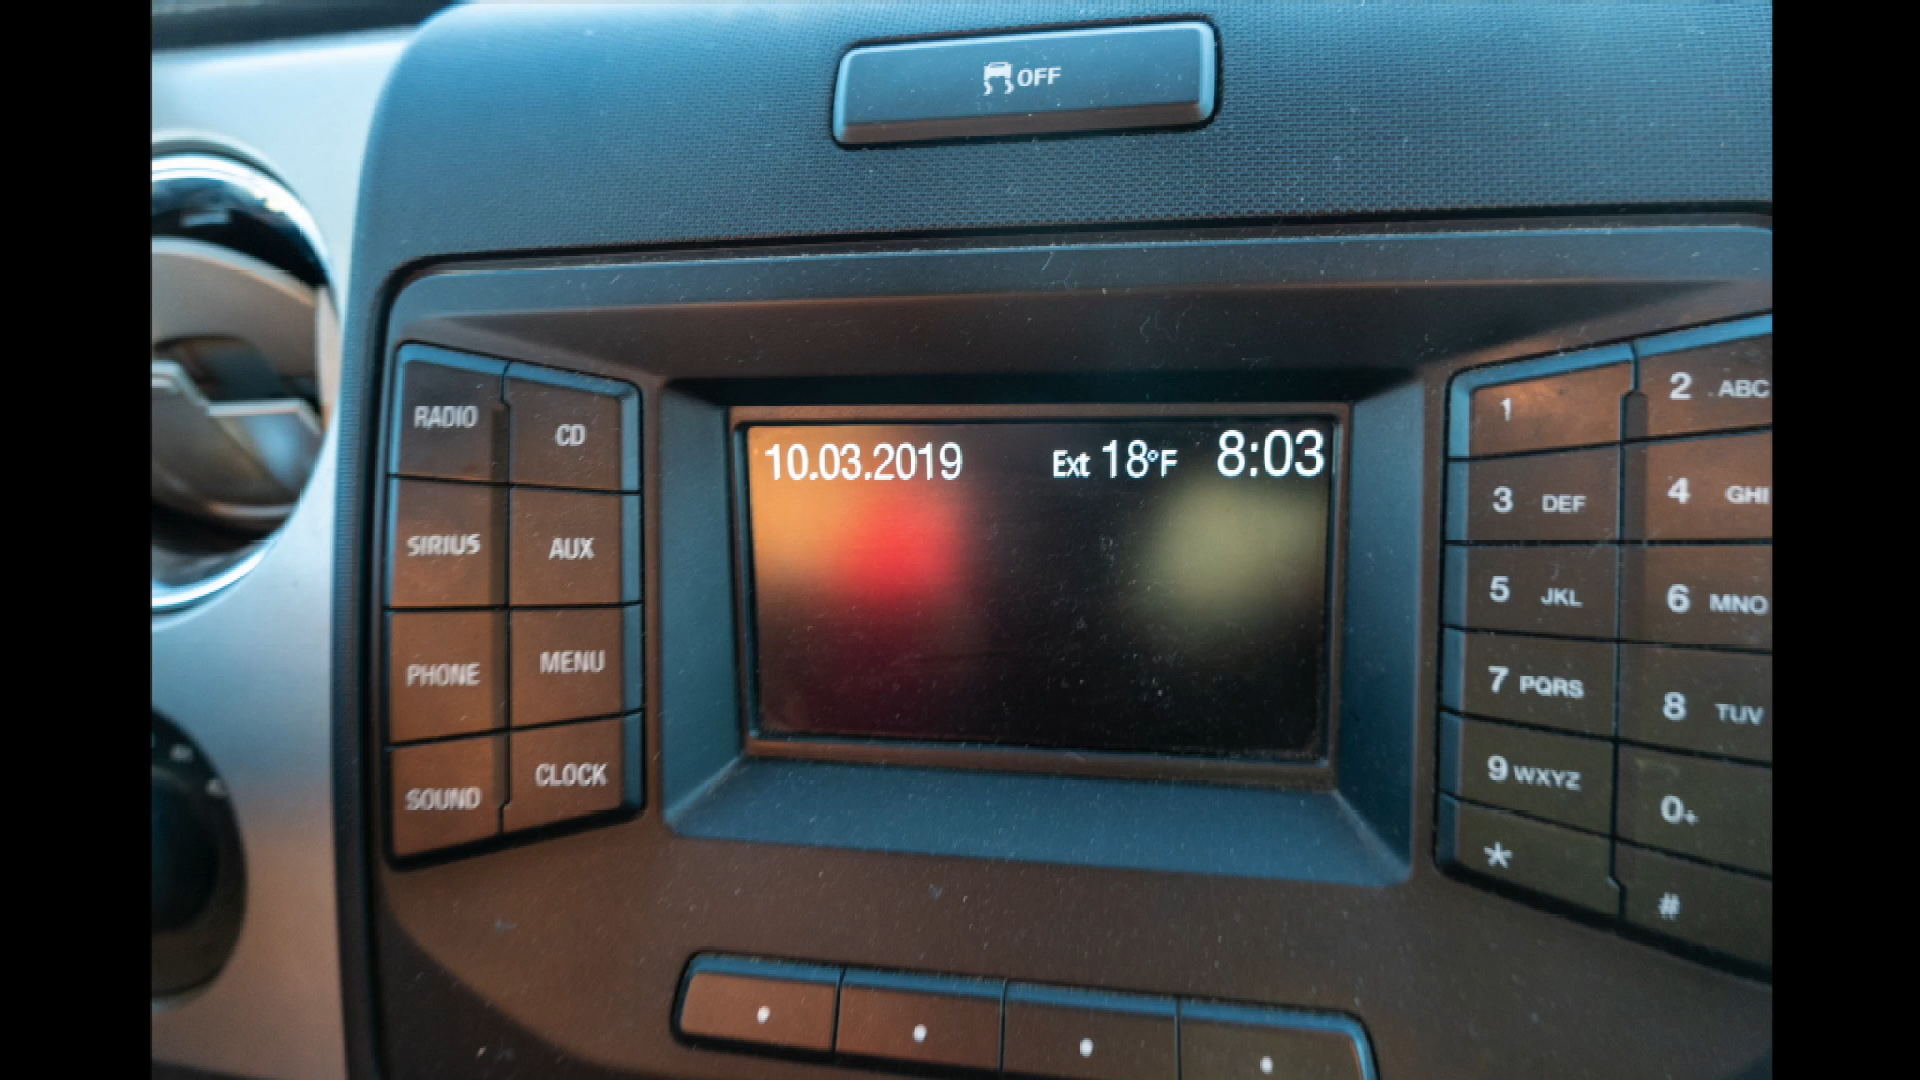 OFF
10.03.2019 Ext 18°F 8:03
RADIO CD
SIRIUS AUX
PHONE MENU
SOUND CLOCK
1 2 ABC
3 DEF 4 GHI
5 JKL 6 MNO
7 PQRS 8 TUV
9 WXYZ 0+
* #